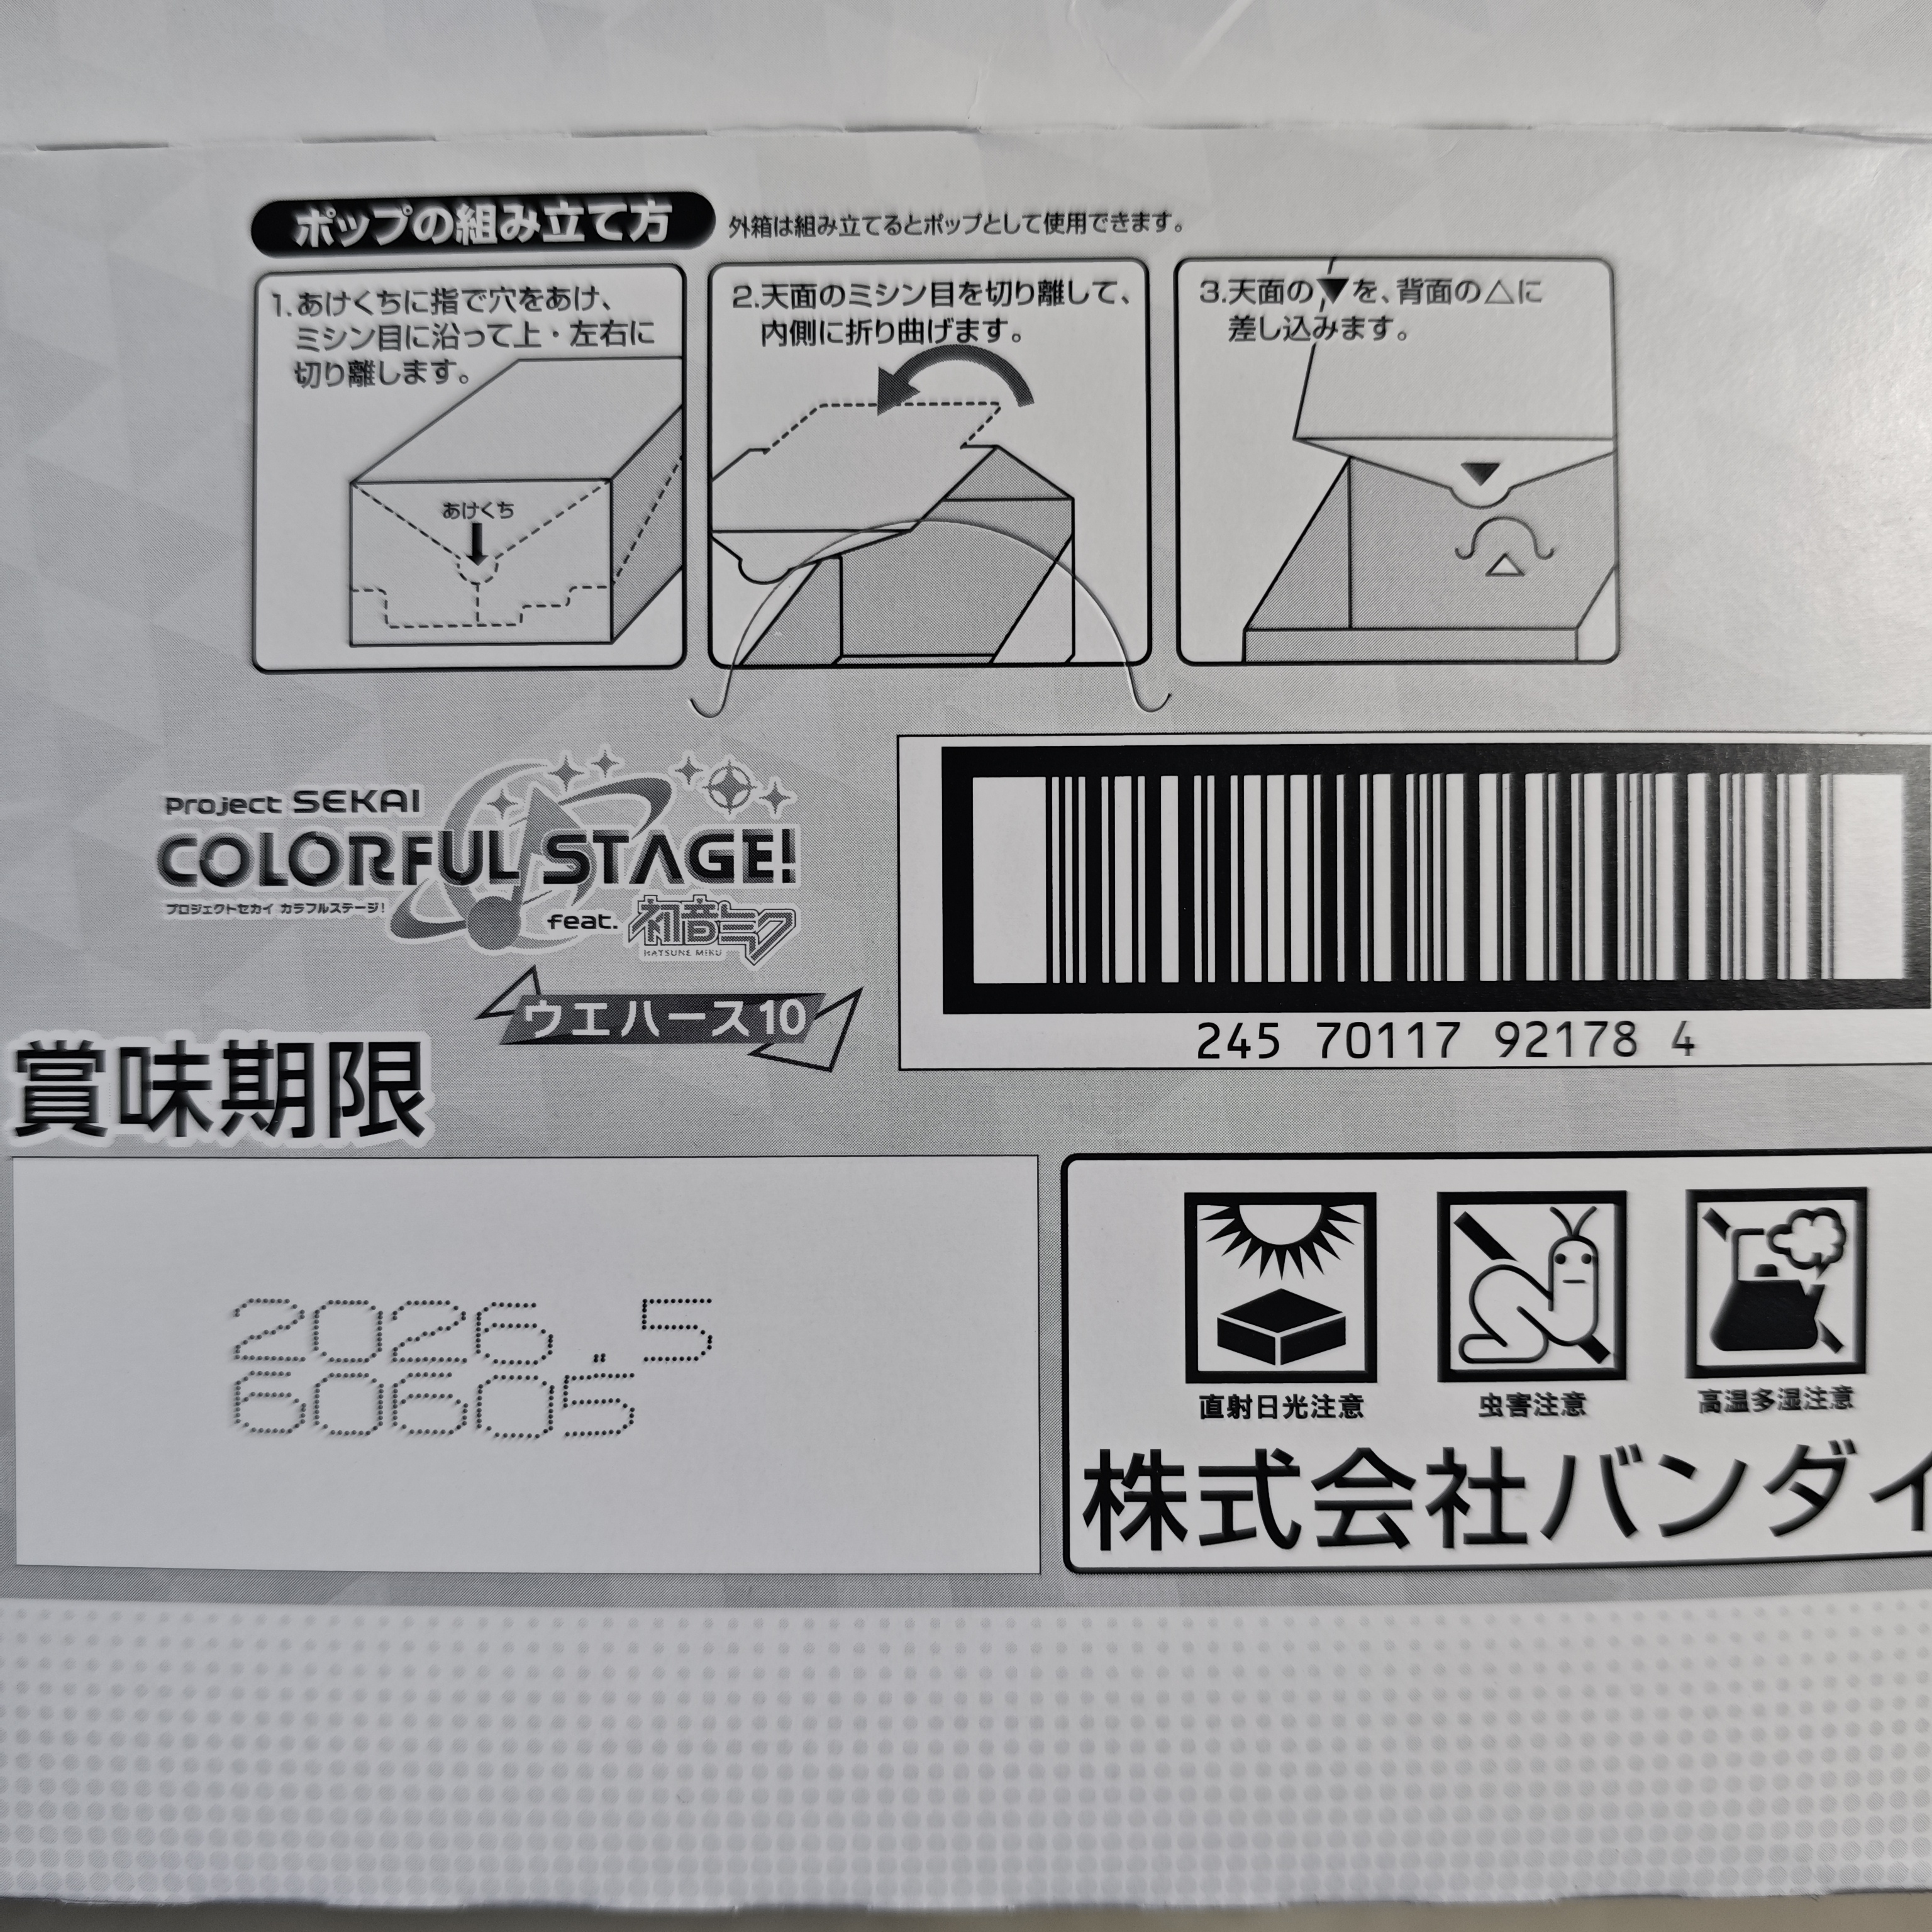 ポップの組み立て方 外箱は組み立てるとポップとして使用できます。
1.あけくちに指で穴をあけ、
ミシン目に沿って上・左右に
切り離します。
あけくち
2.天面のミシン目を切り離して、
内側に折り曲げます。
3.天面の▼を、背面の△に
差し込みます。
▼
△
Project SEKAI
COLORFUL STAGE!
プロジェクトセカイ カラフルステージ!
feat. 初音ミク
HATSUNE MIKU
ウエハース10
245 70117 92178 4
賞味期限
2026.5
60605
直射日光注意
虫害注意
高温多湿注意
株式会社バンダイ